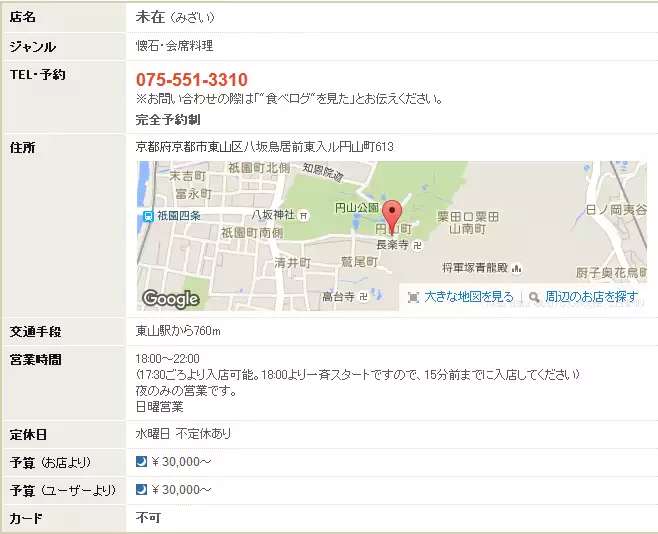 店名 未在 (みざい)
ジャンル 懐石・会席料理
TEL・予約 075-551-3310
※お問い合わせの際は「"食べログ"を見た」とお伝えください。
完全予約制
住所 京都府京都市東山区八坂鳥居前東入ル円山町613
祇園町北側 知恩院道
末吉町
富永町
円山公園
日ノ岡夷谷
祇園四条 八坂神社 粟田口粟田山南町
祇園町南側 円山町
長楽寺
清井町 鷲尾町
将軍塚青龍殿
厨子奥花鳥町
高台寺
Google 大きな地図を見る 周辺のお店を探す
交通手段 東山駅から760m
営業時間 18:00～22:00
(17:30ごろより入店可能。18:00より一斉スタートですので、15分前までに入店してください)
夜のみの営業です。
日曜営業
定休日 水曜日 不定休あり
予算 (お店より) ￥30,000～
予算 (ユーザーより) ￥30,000～
カード 不可